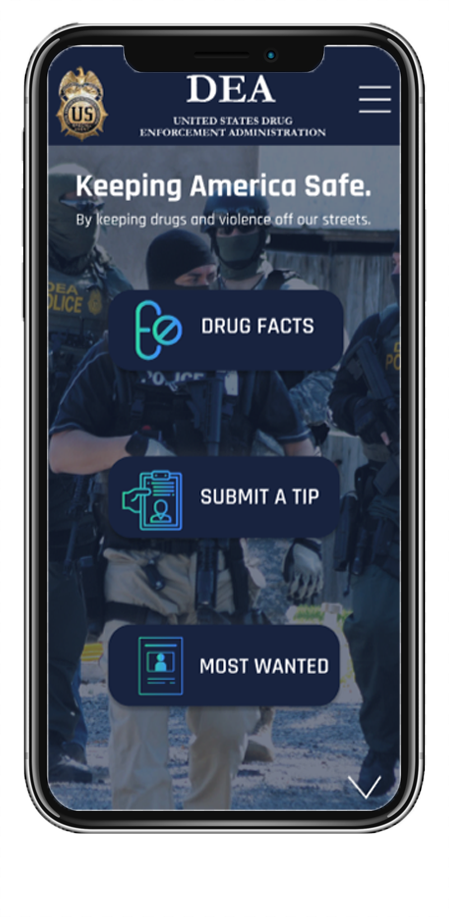 US
DEA
UNITED STATES DRUG
ENFORCEMENT ADMINISTRATION
Keeping America Safe.
By keeping drugs and violence off our streets.
DEA
POLICE
DRUG FACTS
POLICE
SUBMIT A TIP
MOST WANTED